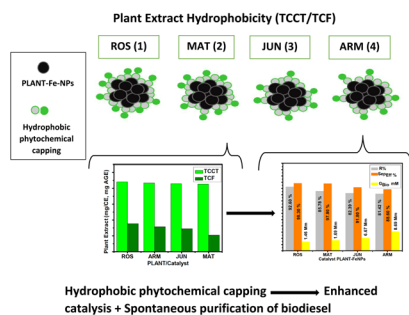 Plant Extract Hydrophobicity (TCCT/TCF)
ROS (1)
MAT (2)
JUN (3)
ARM (4)
PLANT-Fe-NPs
Hydrophobic
phytochemical
capping
Plant Extract (mgCE, mg AGE)
TCCT
TCF
ROS
ARM
JUN
MAT
PLANT/Catalyst
R%
mM
ROS
MAT
JUN
ARM
Catalyst PLANT-FeNPs
Hydrophobic phytochemical capping
Enhanced
catalysis + Spontaneous purification of biodiesel